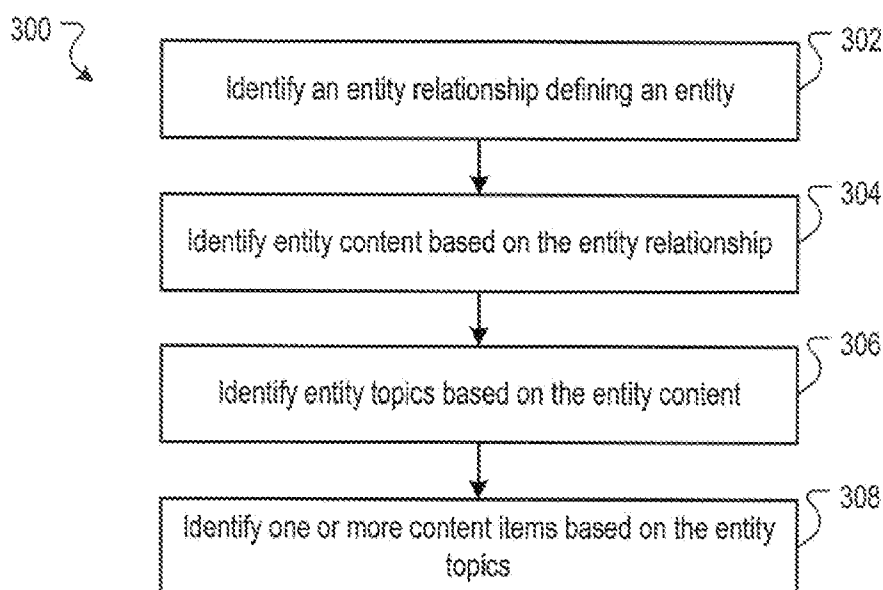 300
302
Identify an entity relationship defining an entity
304
Identify entity content based on the entity relationship
306
Identify entity topics based on the entity content
308
Identify one or more content items based on the entity
topics